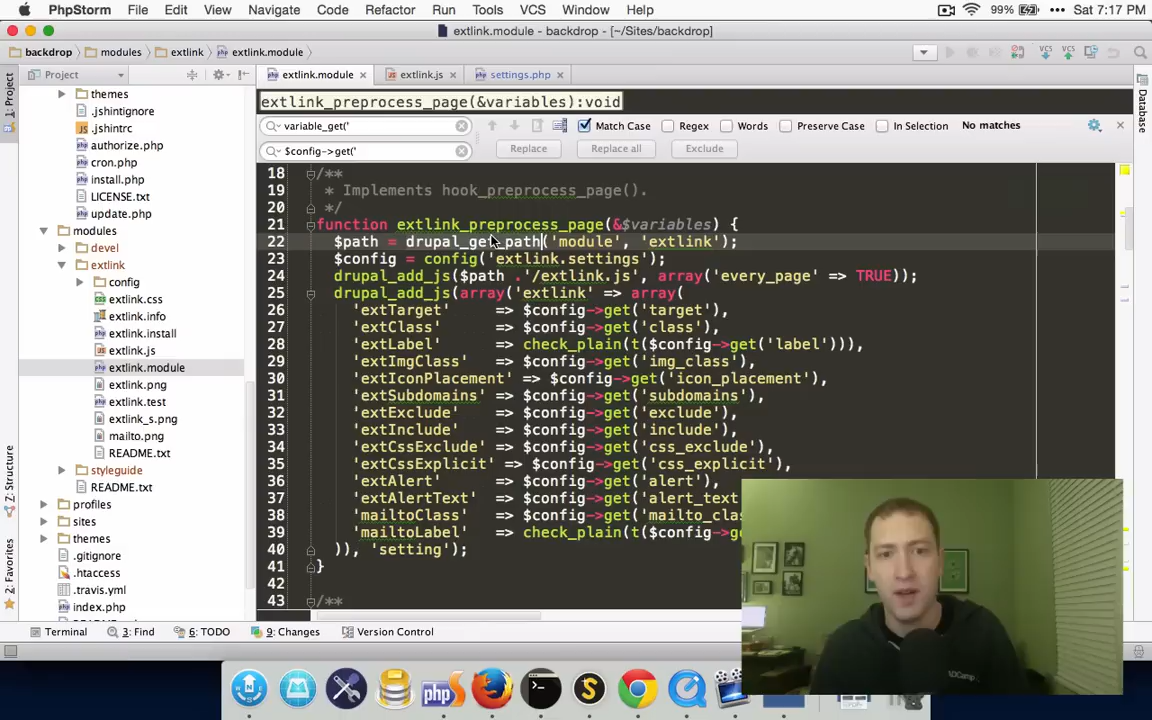 PhpStorm File Edit View Navigate Code Refactor Run Tools VCS Window Help 99% Sat 7:17 PM
extlink.module - backdrop - [~/Sites/backdrop]
backdrop modules extlink extlink.module
Project extlink.module extlink.js settings.php
extlink_preprocess_page(&variables):void
variable_get(' Match Case Regex Words Preserve Case In Selection No matches
$config->get(' Replace Replace all Exclude
1: Project
Z: Structure
2: Favorites
Database
themes
.jshintignore
.jshintrc
authorize.php
cron.php
install.php
LICENSE.txt
update.php
modules
devel
extlink
config
extlink.css
extlink.info
extlink.install
extlink.js
extlink.module
extlink.png
extlink.test
extlink_s.png
mailto.png
README.txt
styleguide
README.txt
profiles
sites
themes
.gitignore
.htaccess
.travis.yml
index.php
18 /**
19 * Implements hook_preprocess_page().
20 */
21 function extlink_preprocess_page(&$variables) {
22 $path = drupal_get_path('module', 'extlink');
23 $config = config('extlink.settings');
24 drupal_add_js($path .'/extlink.js', array('every_page' => TRUE));
25 drupal_add_js(array('extlink' => array(
26 'extTarget' => $config->get('target'),
27 'extClass' => $config->get('class'),
28 'extLabel' => check_plain(t($config->get('label'))),
29 'extImgClass' => $config->get('img_class'),
30 'extIconPlacement' => $config->get('icon_placement'),
31 'extSubdomains' => $config->get('subdomains'),
32 'extExclude' => $config->get('exclude'),
33 'extInclude' => $config->get('include'),
34 'extCssExclude' => $config->get('css_exclude'),
35 'extCssExplicit' => $config->get('css_explicit'),
36 'extAlert' => $config->get('alert'),
37 'extAlertText' => $config->get('alert_text
38 'mailtoClass' => $config->get('mailto_clas
39 'mailtoLabel' => check_plain(t($config->ge
40 )), 'setting');
41 }
42
43 /**
Terminal 3: Find 6: TODO 9: Changes Version Control
php
S